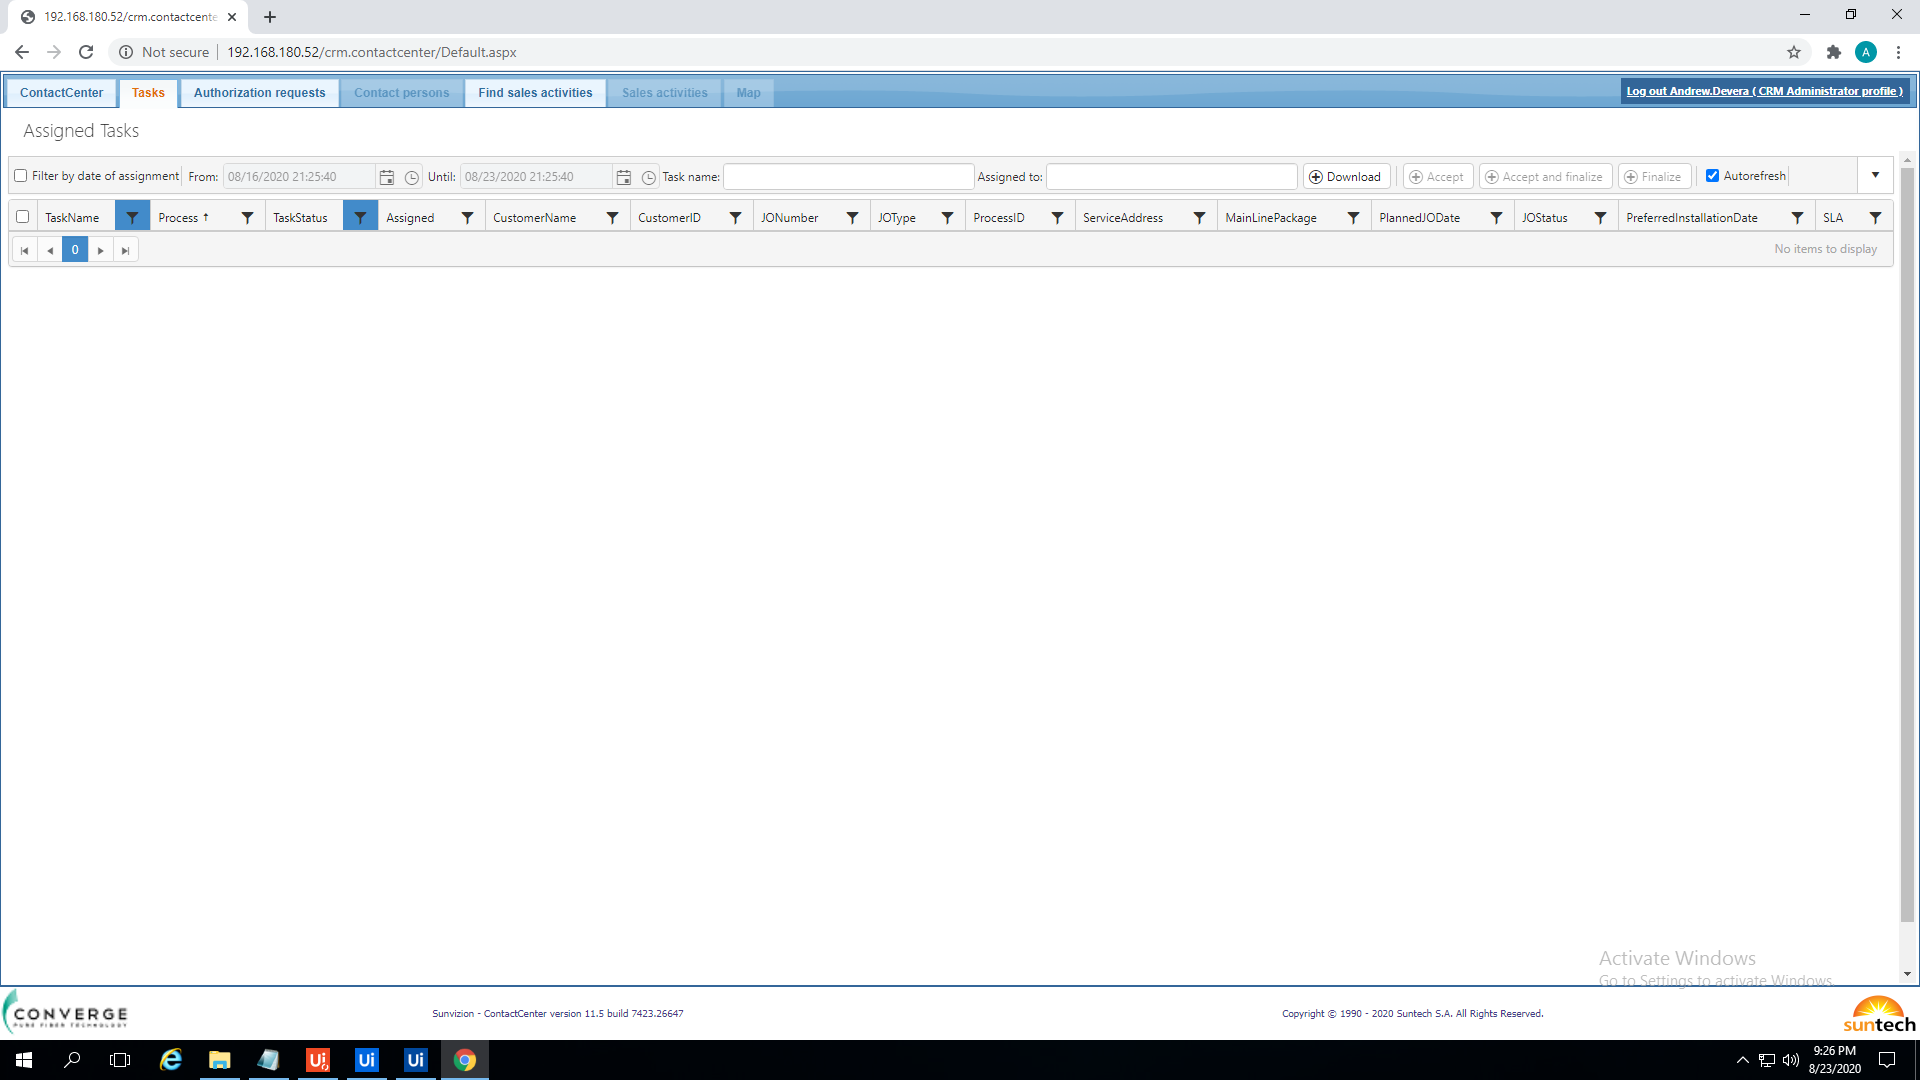 192.168.180.52/crm.contactcente
Not secure 192.168.180.52/crm.contactcenter/Default.aspx
A
ContactCenter Tasks Authorization requests Contact persons Find sales activities Sales activities Map Log out Andrew.Devera ( CRM Administrator profile )
Assigned Tasks
Filter by date of assignment From: 08/16/2020 21:25:40 Until: 08/23/2020 21:25:40 Task name: Assigned to: Download Accept Accept and finalize Finalize Autorefresh
TaskName Process TaskStatus Assigned CustomerName CustomerID JONumber JOType ProcessID ServiceAddress MainLinePackage PlannedJODate JOStatus PreferredInstallationDate SLA
0 No items to display
Activate Windows
Go to Settings to activate Windows.
CONVERGE
PURE FIBER TECHNOLOGY
Sunvizion - ContactCenter version 11.5 build 7423.26647
Copyright © 1990 - 2020 Suntech S.A. All Rights Reserved.
suntech
Ui Ui Ui
9:26 PM
8/23/2020